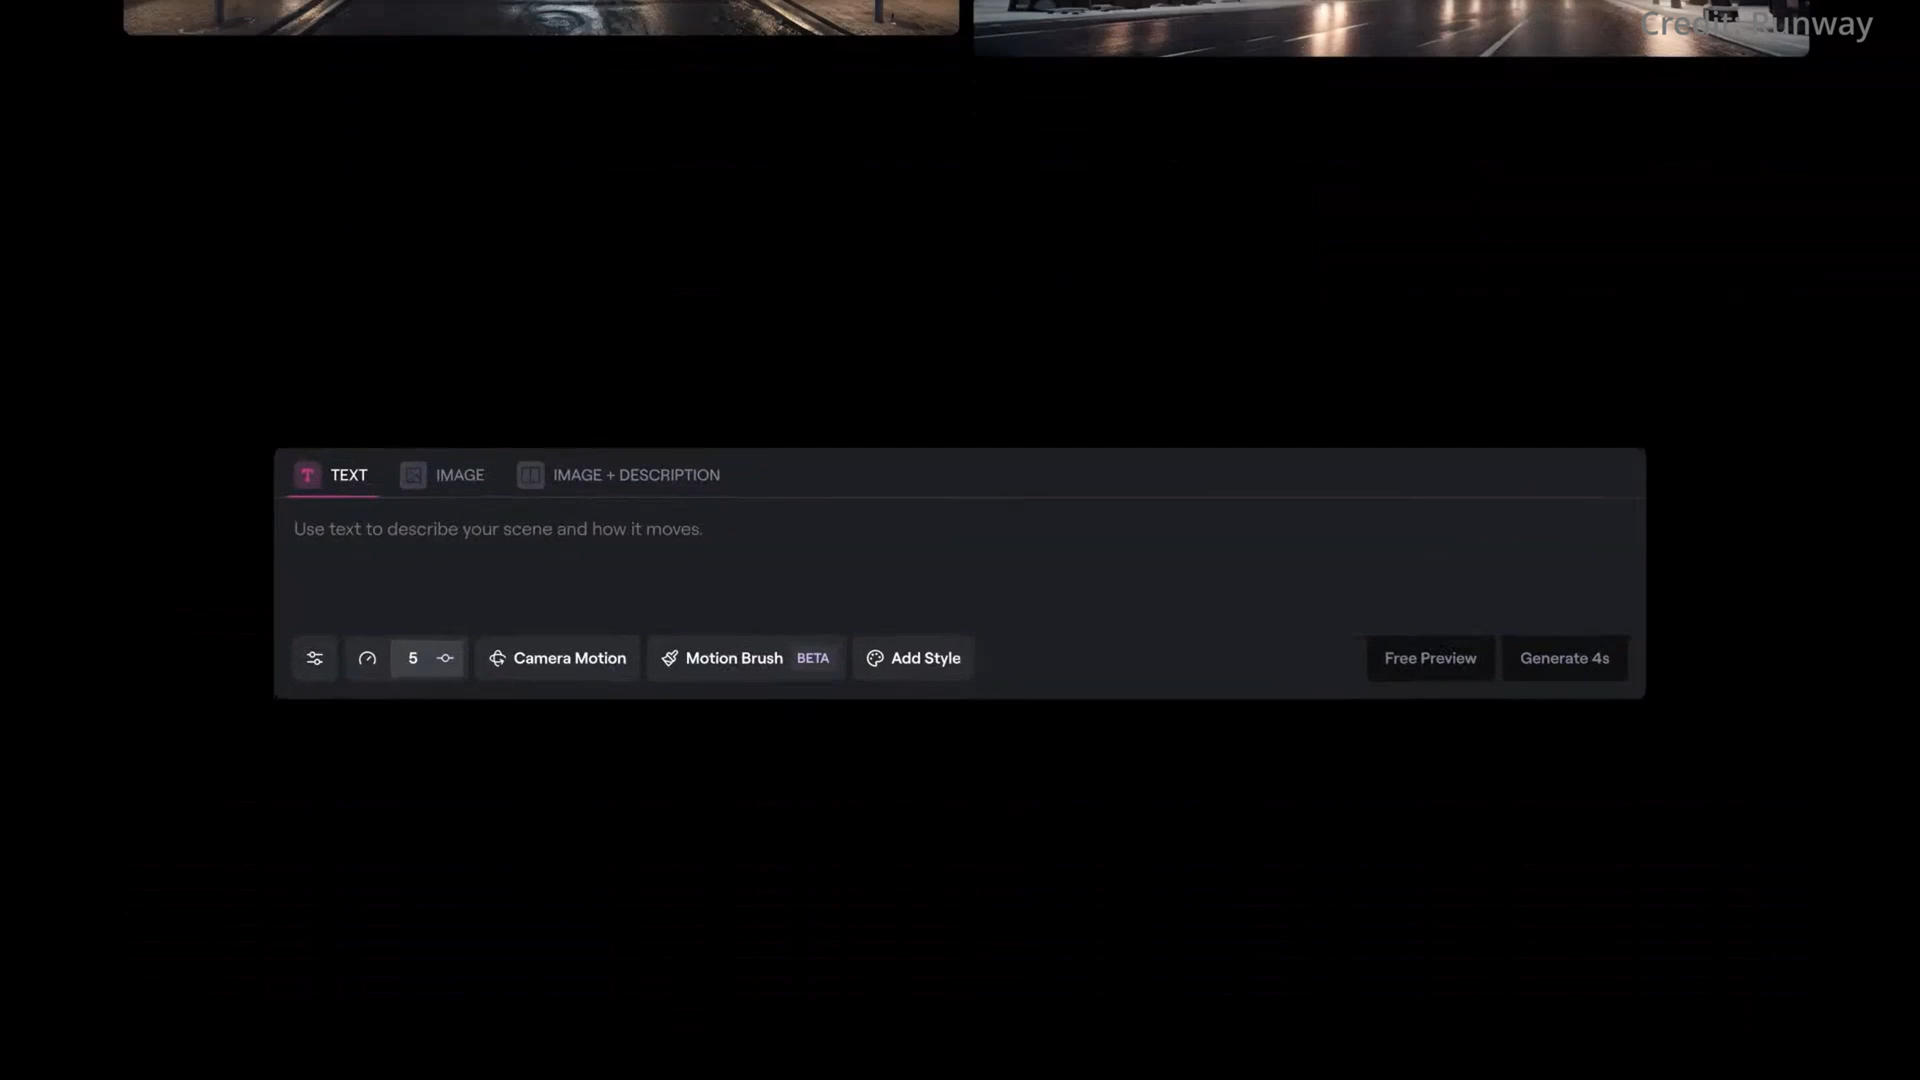 Credit: Runway
TEXT IMAGE IMAGE + DESCRIPTION
Use text to describe your scene and how it moves.
5 Camera Motion Motion Brush BETA Add Style Free Preview Generate 4s